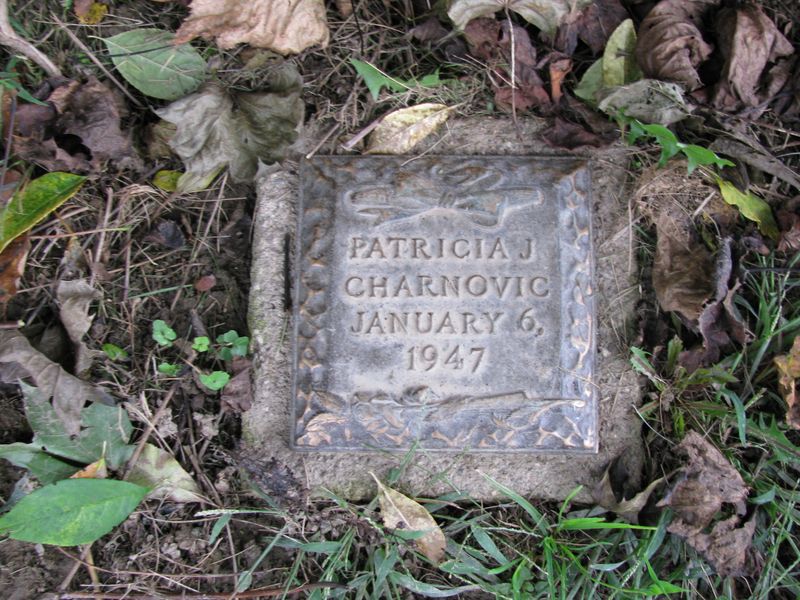 PATRICIA J
CHARNOVIC
JANUARY 6,
1947